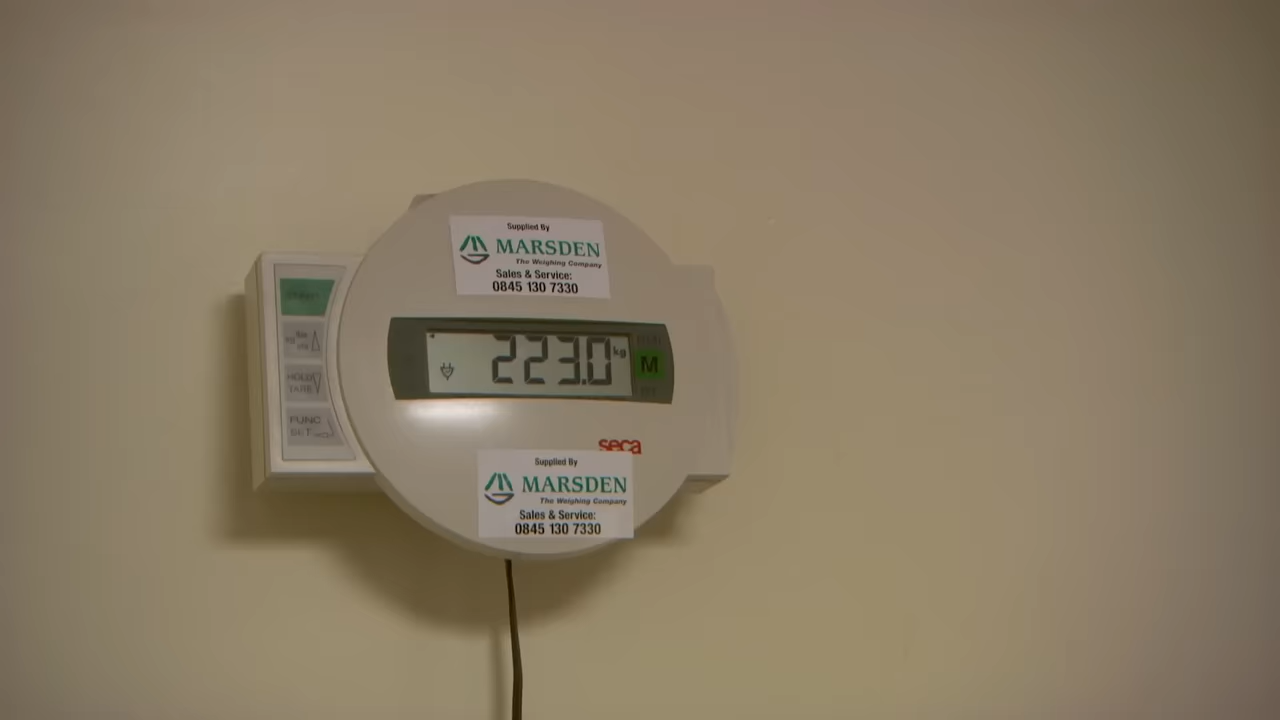 Supplied By
MARSDEN
The Weighing Company
Sales & Service:
0845 130 7330
223.0 kg
M
HOLD
TARE
FUNC
SET
seca
Supplied By
MARSDEN
The Weighing Company
Sales & Service:
0845 130 7330